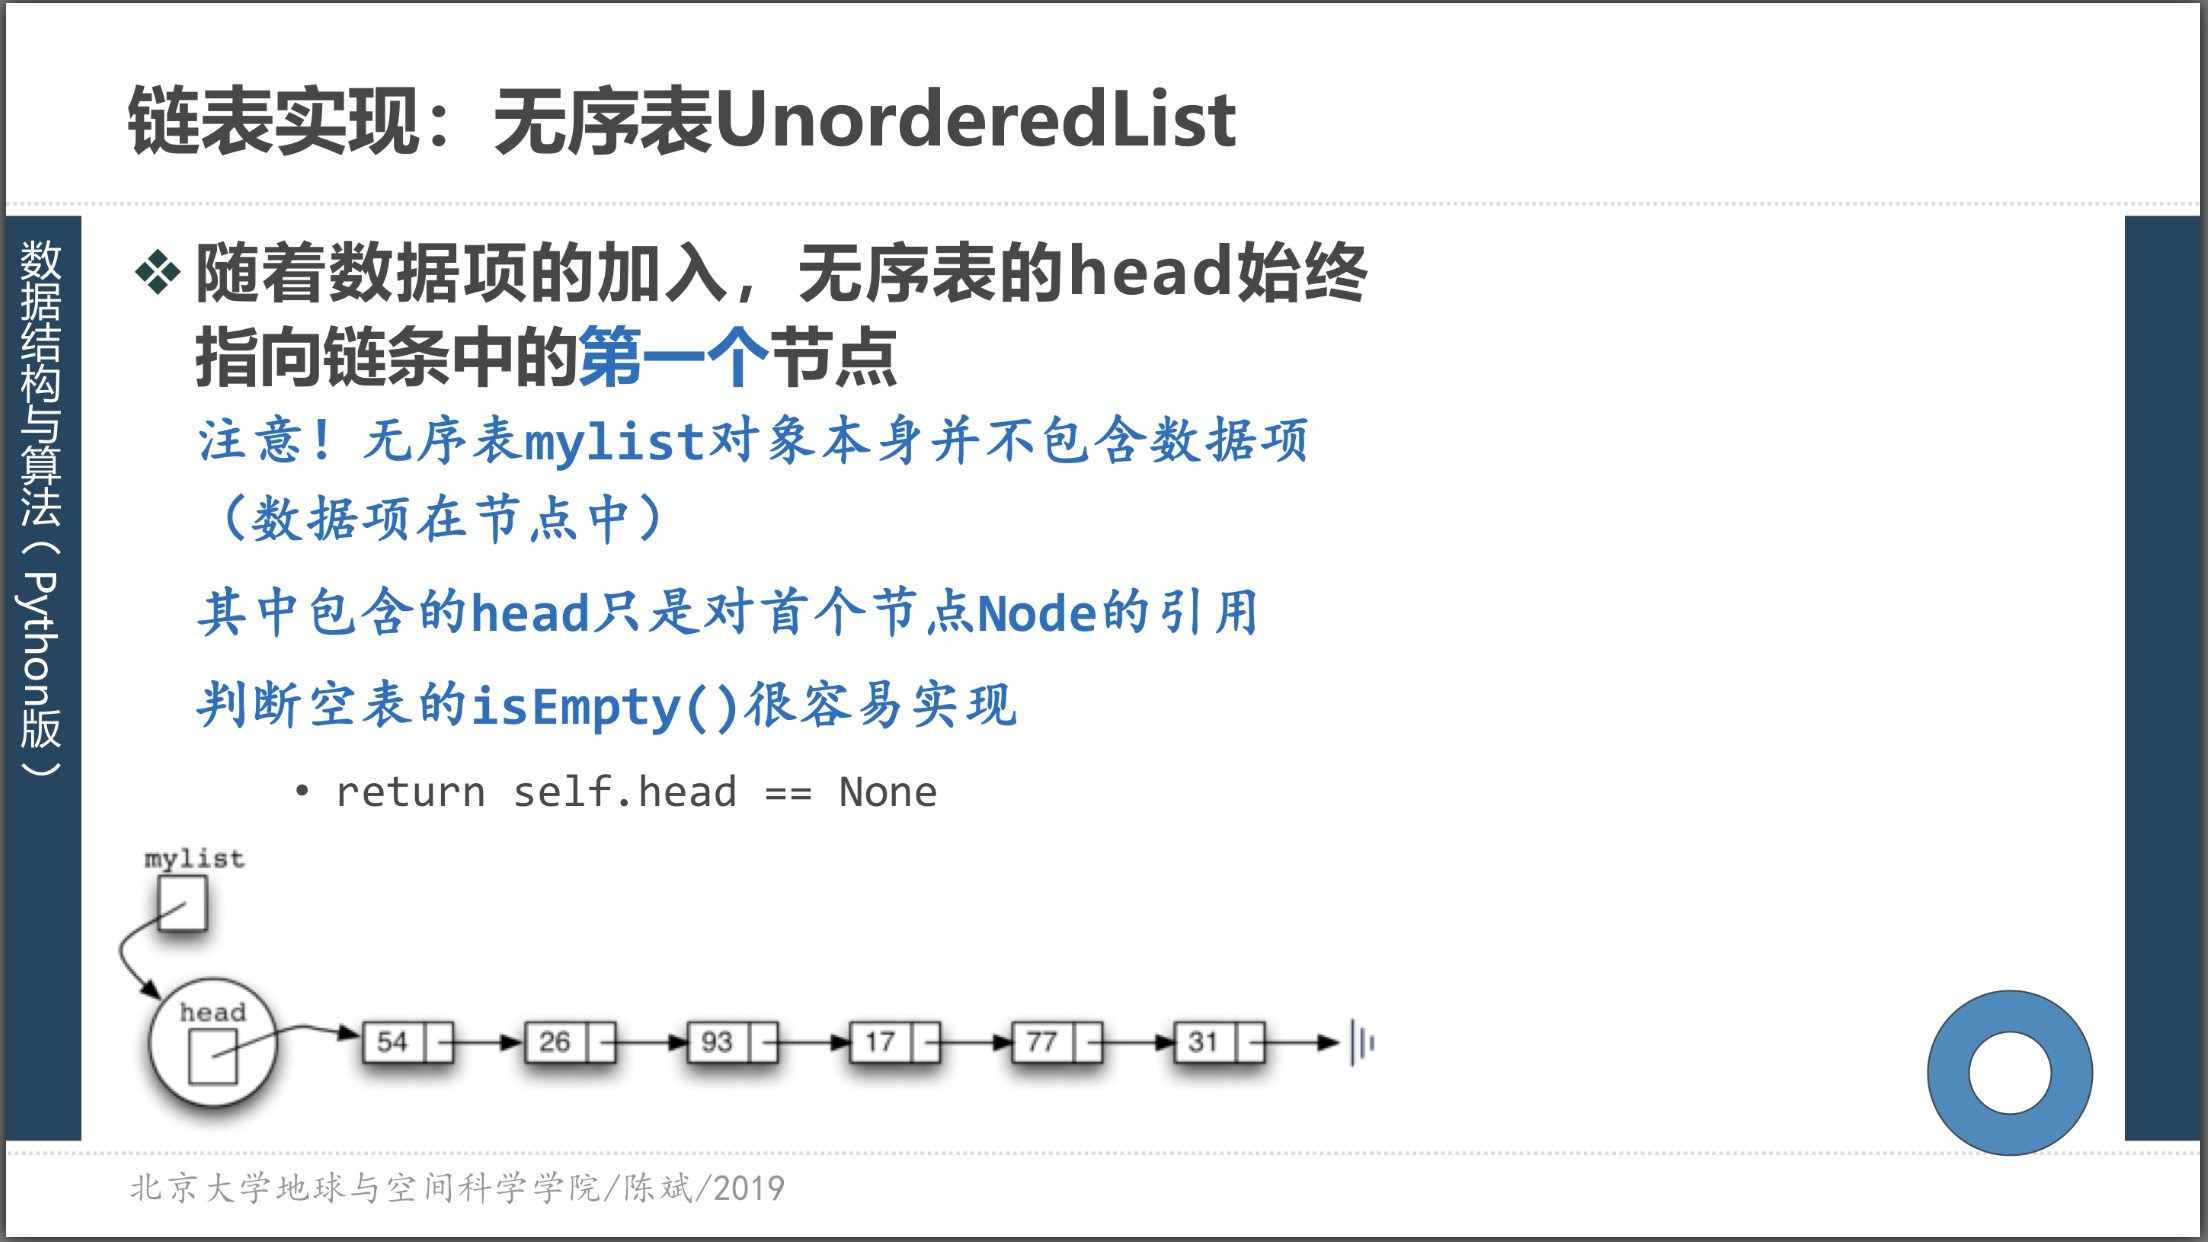 链表实现：无序表UnorderedList
数据结构与算法（Python版）
随着数据项的加入，无序表的head始终
指向链条中的第一个节点
注意！无序表mylist对象本身并不包含数据项
（数据项在节点中）
其中包含的head只是对首个节点Node的引用
判断空表的isEmpty()很容易实现
• return self.head == None
mylist
head
54 26 93 17 77 31
北京大学地球与空间科学学院/陈斌/2019